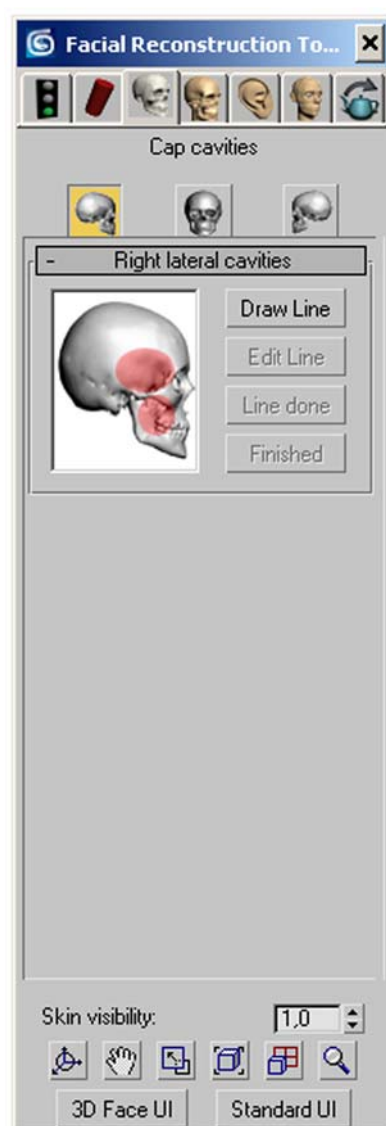 Facial Reconstruction To...
Cap cavities
- Right lateral cavities
Draw Line
Edit Line
Line done
Finished
Skin visibility: 1,0
3D Face UI Standard UI